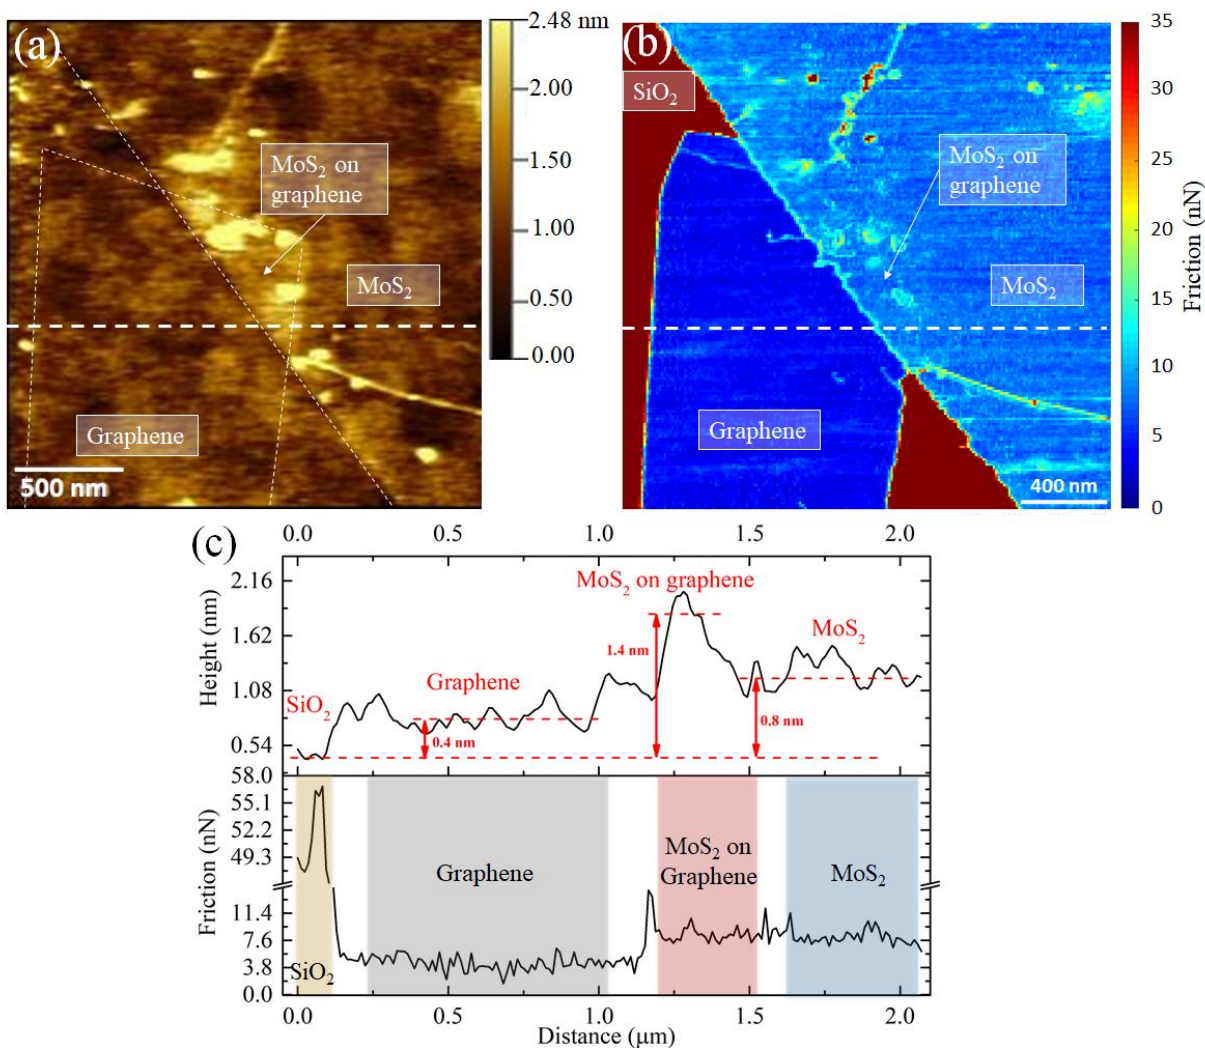 (a)
2.48 nm
2.00
1.50
1.00
0.50
0.00
MoS₂ on
graphene
MoS₂
Graphene
500 nm
(b)
SiO₂
MoS₂ on
graphene
MoS₂
Graphene
400 nm
35
30
25
20
15
10
5
0
Friction (nN)
(c)
0.0 0.5 1.0 1.5 2.0
Height (nm)
2.16
1.62
1.08
0.54
SiO₂
Graphene
0.4 nm
MoS₂ on graphene
1.4 nm
MoS₂
0.8 nm
Friction (nN)
58.0
55.1
52.2
49.3
11.4
7.6
3.8
0.0
SiO₂
Graphene
MoS₂ on
Graphene
MoS₂
0.0 0.5 1.0 1.5 2.0
Distance (μm)